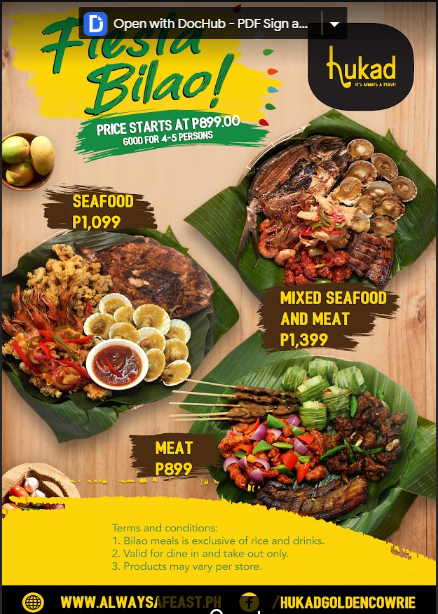 Open with DocHub - PDF Sign a...
Fiesta
Bilao!
hukad
IT'S ALWAYS A FEAST!
PRICE STARTS AT P899.00
GOOD FOR 4-5 PERSONS
SEAFOOD
P1,099
MIXED SEAFOOD
AND MEAT
P1,399
MEAT
P899
Terms and conditions:
1. Bilao meals is exclusive of rice and drinks.
2. Valid for dine in and take out only.
3. Products may vary per store.
WWW.ALWAYSAFEAST.PH
/HUKADGOLDENCOWRIE